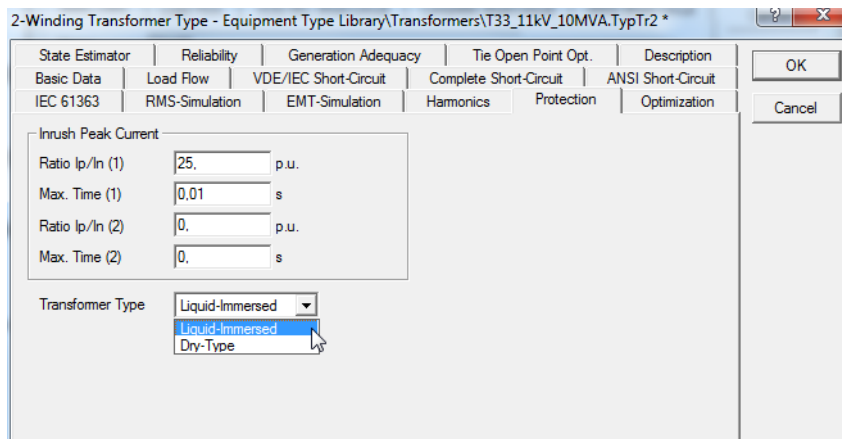 2-Winding Transformer Type - Equipment Type Library\Transformers\T33_11kV_10MVA.TypTr2 *
State Estimator Reliability Generation Adequacy Tie Open Point Opt. Description
OK
Basic Data Load Flow VDE/IEC Short-Circuit Complete Short-Circuit ANSI Short-Circuit
IEC 61363 RMS-Simulation EMT-Simulation Harmonics Protection Optimization
Cancel
Inrush Peak Current
Ratio Ip/In (1) 25, p.u.
Max. Time (1) 0,01 s
Ratio Ip/In (2) 0, p.u.
Max. Time (2) 0, s
Transformer Type Liquid-Immersed
Liquid-Immersed
Dry-Type